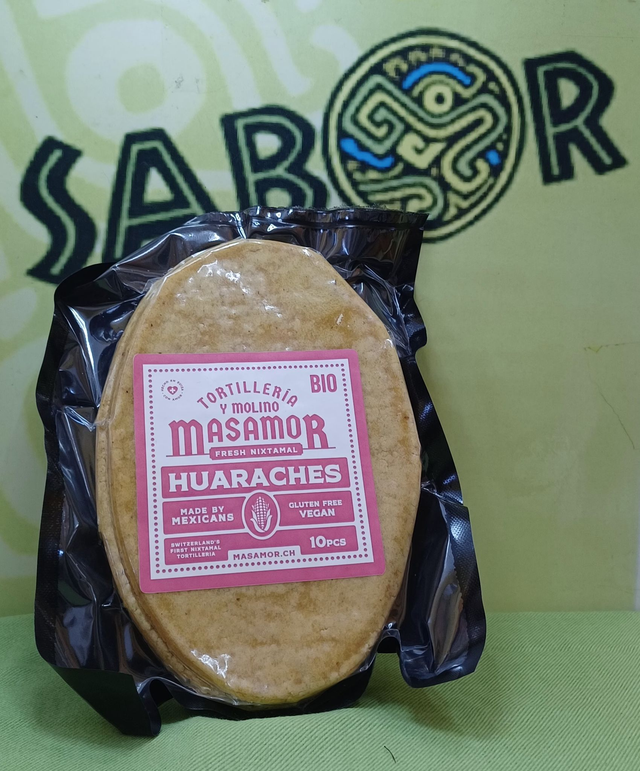 SABOR
BIO
TORTILLERÍA
Y MOLINO
MASAMOR
FRESH NIXTAMAL
HUARACHES
MADE BY
MEXICANS
GLUTEN FREE
VEGAN
SWITZERLAND'S
FIRST NIXTAMAL
TORTILLERIA
10PCS
MASAMOR.CH